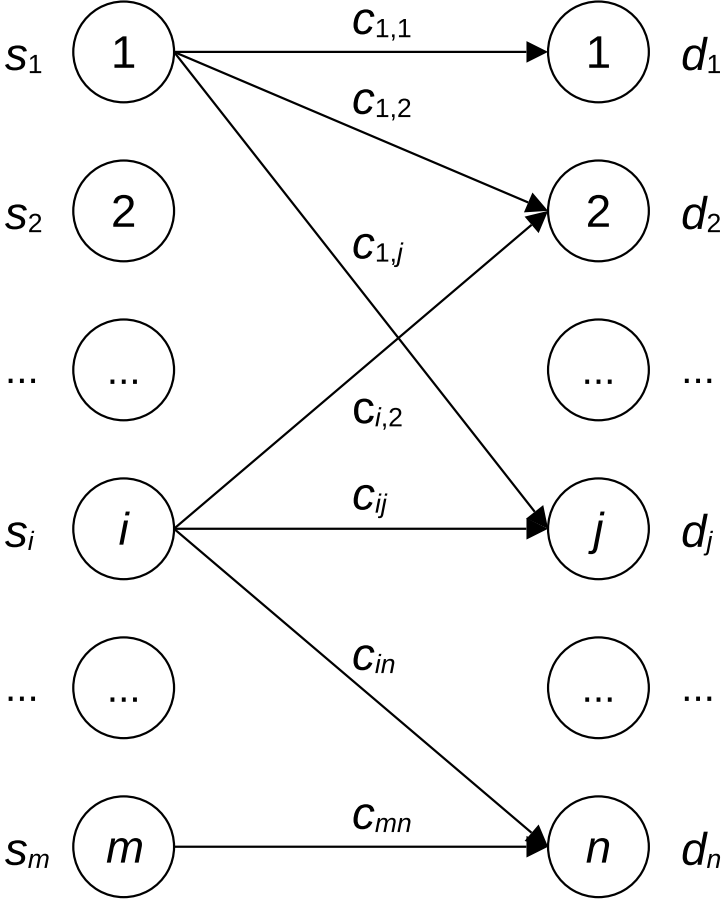 s1 1 c1,1 1 d1
c1,2
s2 2 2 d2
c1,j
... ... ... ...
ci,2
si i cij j dj
cin
... ... ... ...
cmn
sm m n dn